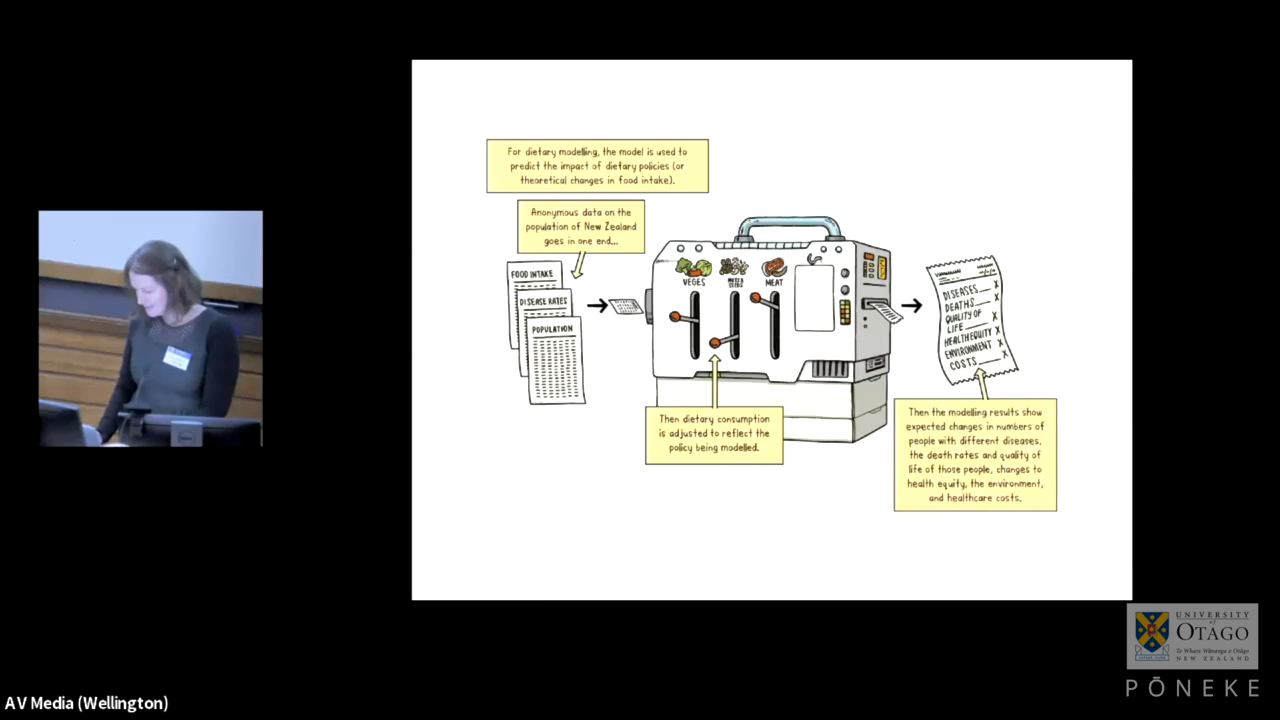 For dietary modelling, the model is used to
predict the impact of dietary policies (or
theoretical changes in food intake).
Anonymous data on the
population of New Zealand
goes in one end...
FOOD INTAKE
DISEASE RATES
POPULATION
VEGES
MEAT
DISEASES X
DEATHS X
QUALITY OF
LIFE X
HEALTH EQUITY X
ENVIRONMENT X
COSTS X
Then dietary consumption
is adjusted to reflect the
policy being modelled.
Then the modelling results show
expected changes in numbers of
people with different diseases,
the death rates and quality of
life of those people, changes to
health equity, the environment,
and healthcare costs.
UNIVERSITY
of
OTAGO
Te Whare Wānanga o Otāgo
NEW ZEALAND
PŌNEKE
AV Media (Wellington)